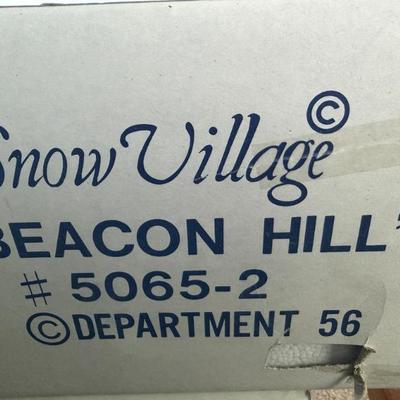 Snow Village ©
BEACON HILL"
# 5065-2
© DEPARTMENT 56